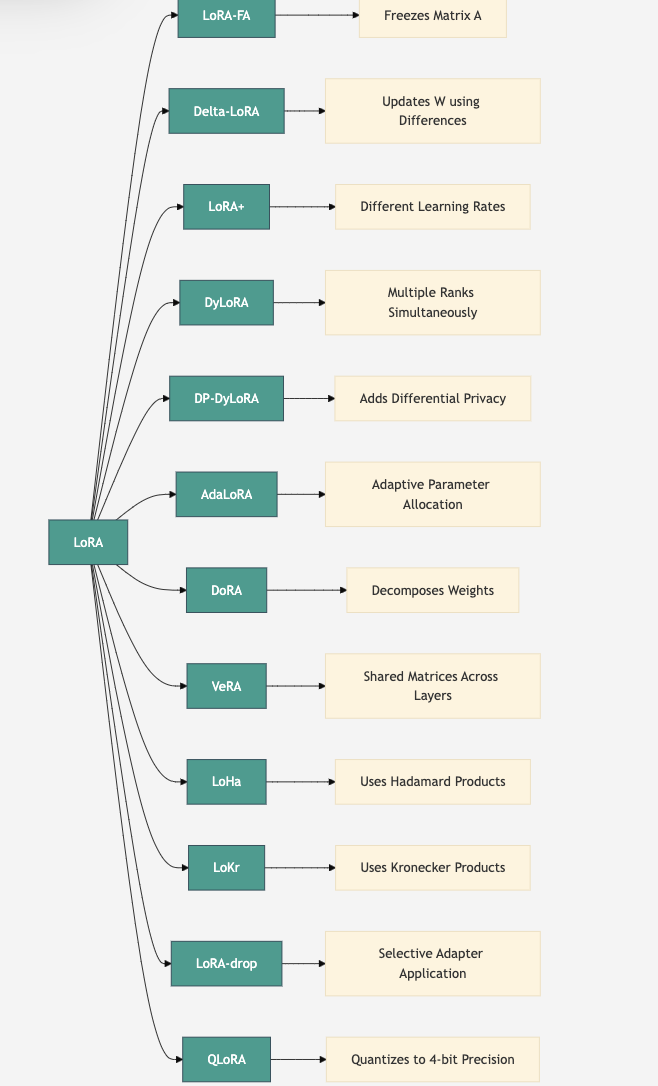 LoRA-FA
Freezes Matrix A
Delta-LoRA
Updates W using
Differences
LoRA+
Different Learning Rates
DyLoRA
Multiple Ranks
Simultaneously
DP-DyLoRA
Adds Differential Privacy
AdaLoRA
Adaptive Parameter
Allocation
LoRA
DoRA
Decomposes Weights
VeRA
Shared Matrices Across
Layers
LoHa
Uses Hadamard Products
LoKr
Uses Kronecker Products
LoRA-drop
Selective Adapter
Application
QLoRA
Quantizes to 4-bit Precision